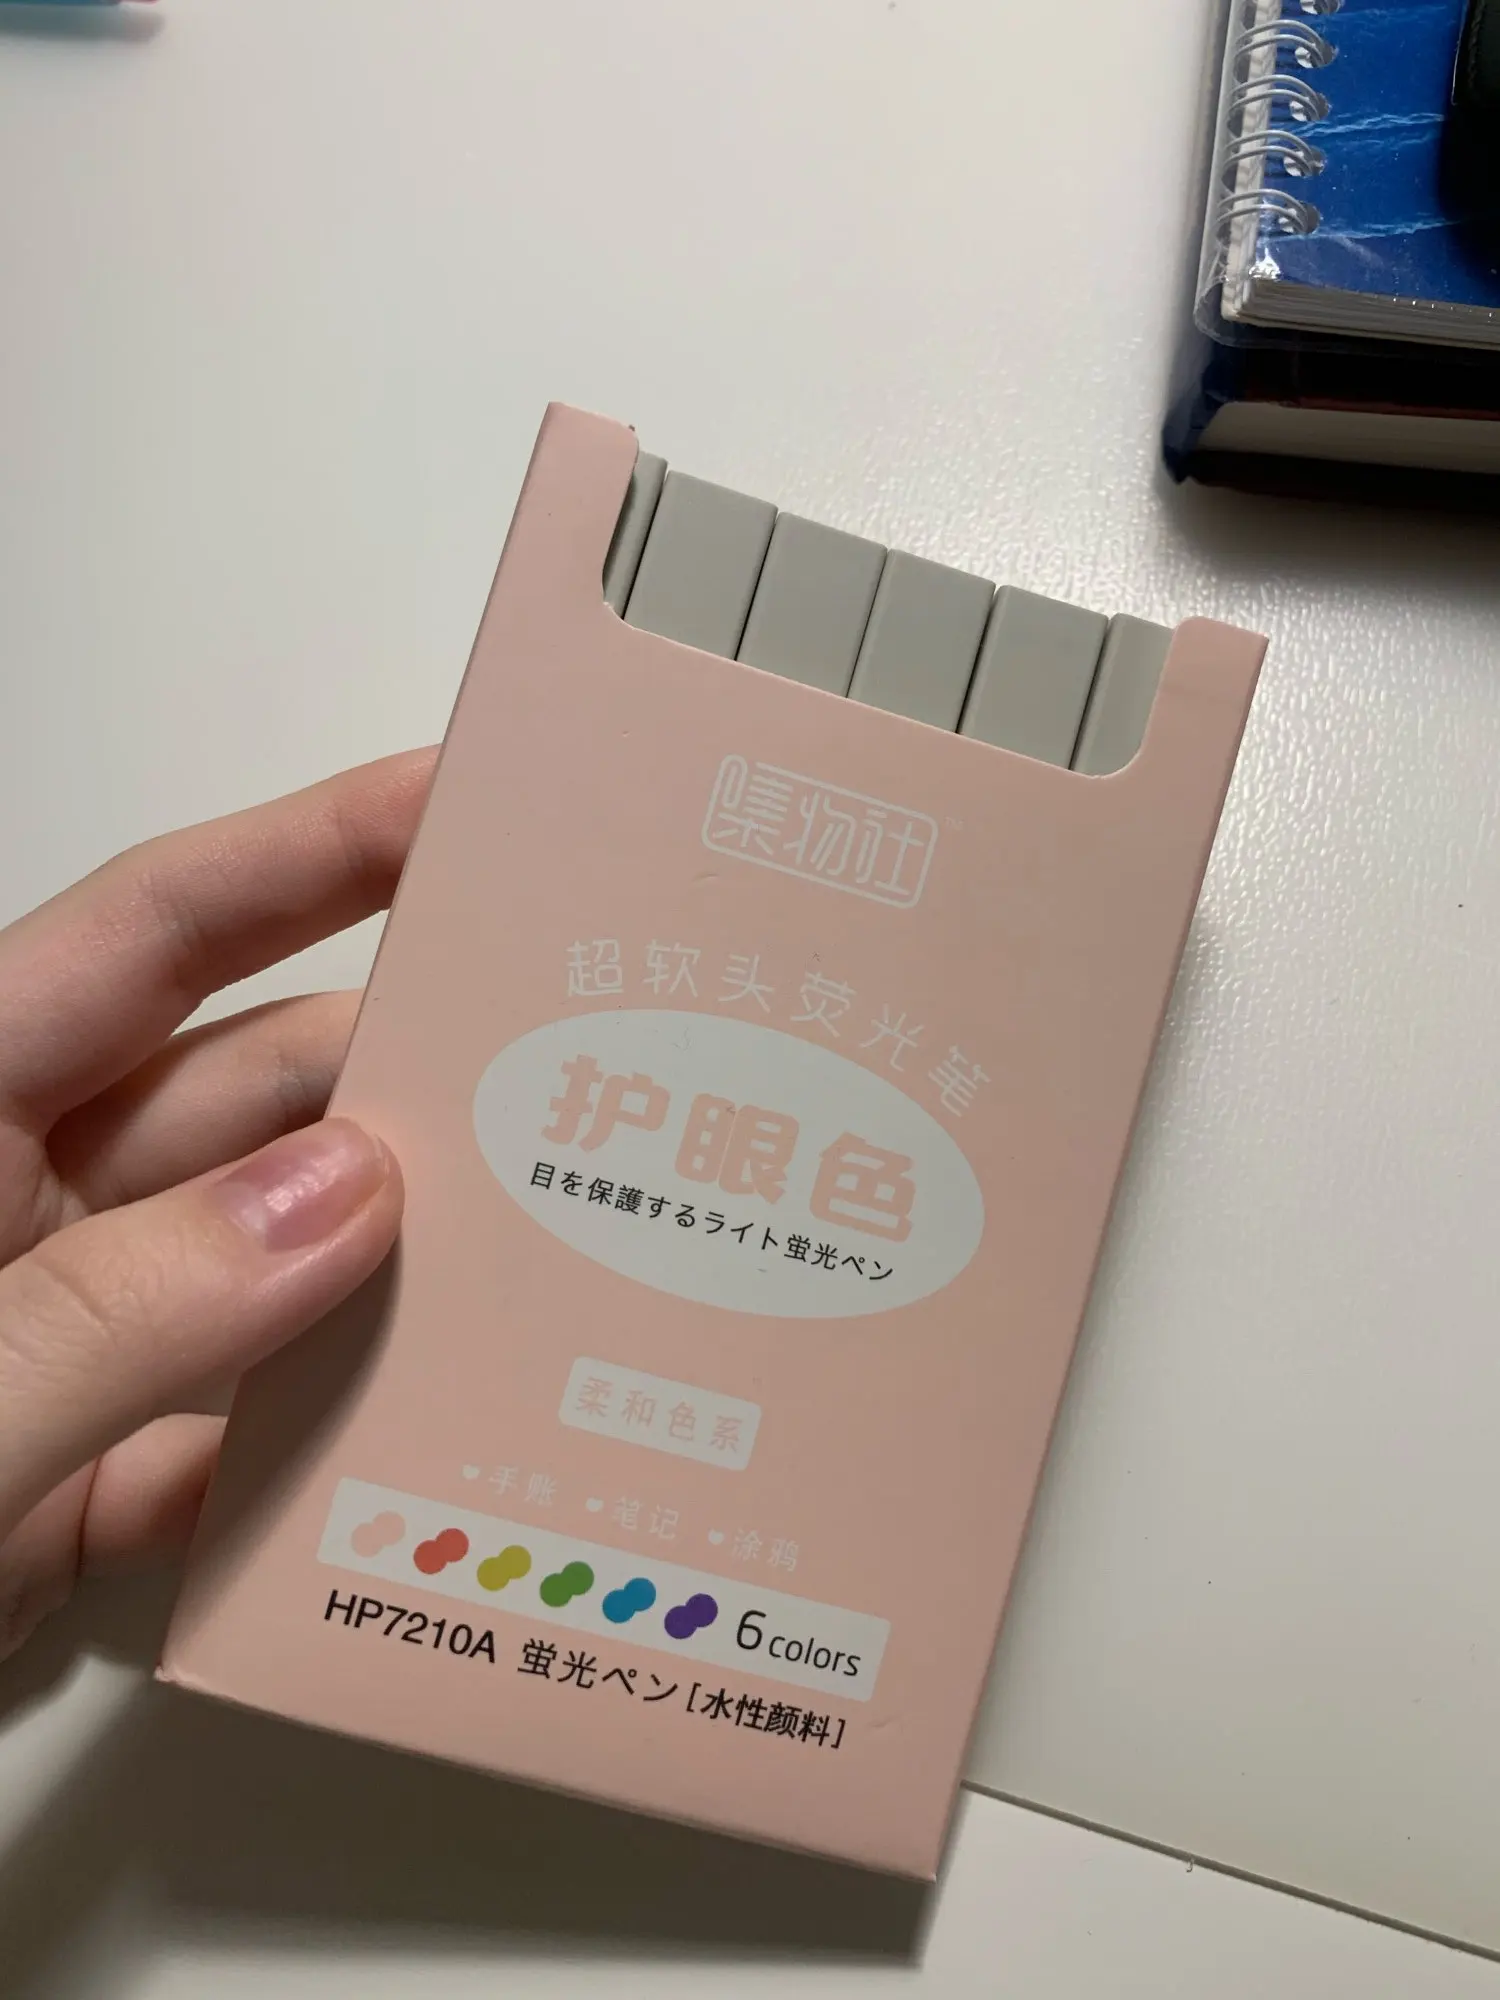 集物社
超软头荧光笔
护眼色
目を保護するライト蛍光ペン
柔和色系
♥手账 ♥笔记 ♥涂鸦
6 colors
HP7210A 蛍光ペン [水性颜料]